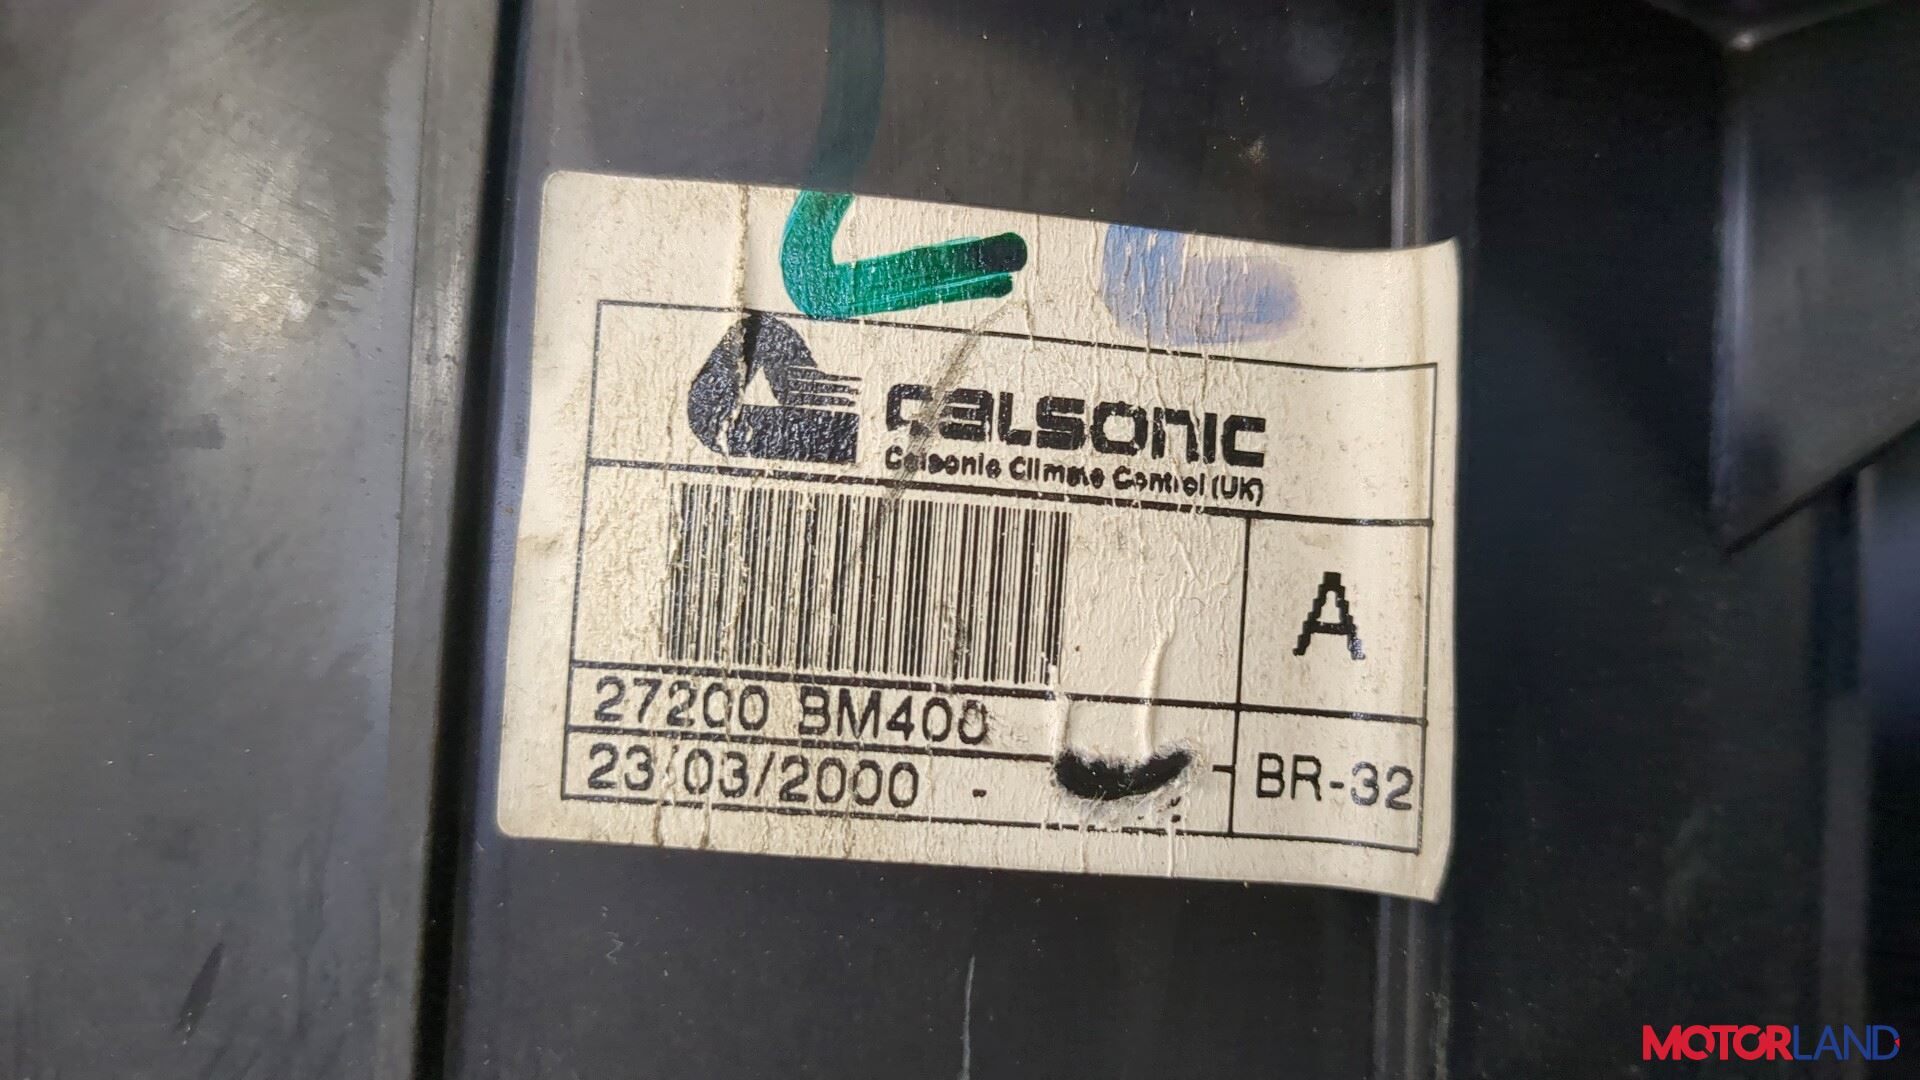 calsonic
Calsonic Climate Control (UK)
A
27200 BM400
23/03/2000 -
BR-32
MOTORLAND